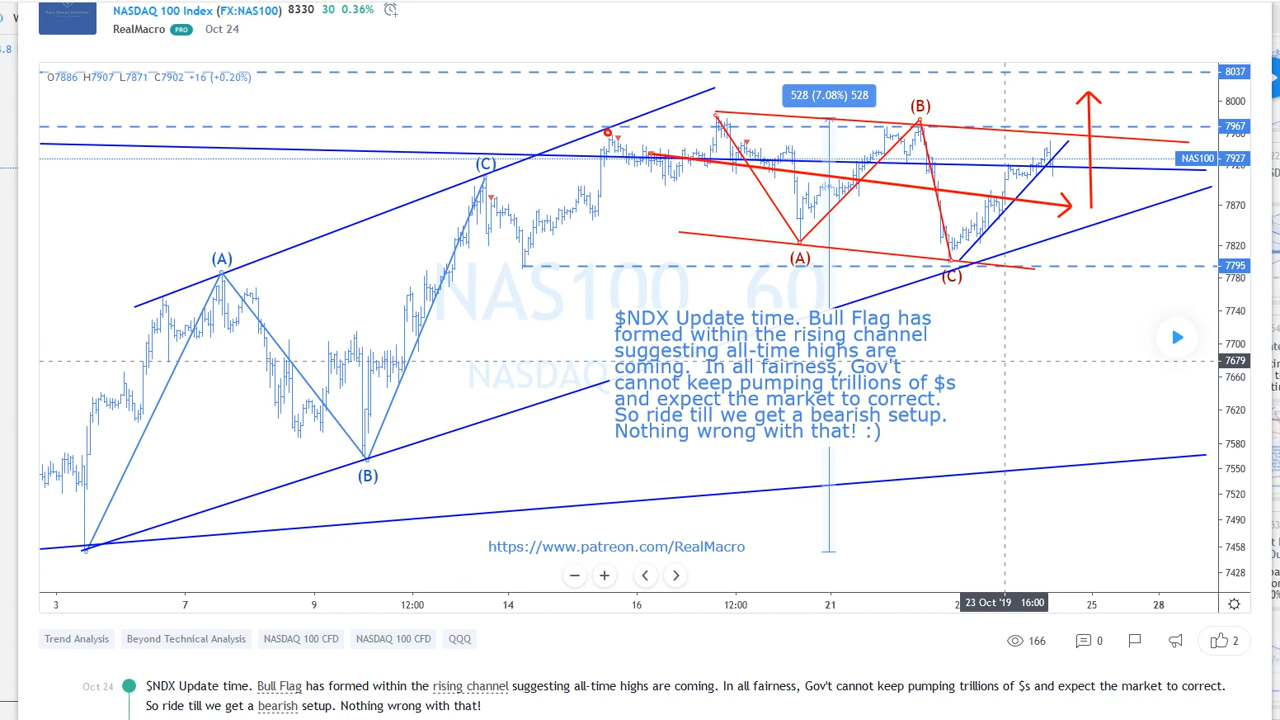 NASDAQ 100 Index (FX:NAS100) 8330 30 0.36%
RealMacro PRO Oct 24
O7886 H7907 L7871 C7902 +16 (+0.20%)
8037
528 (7.08%) 528
8000
(B)
7967
(C)
NAS100 7927
7870
(A)
(A)
7820
7795
(C)
7780
NAS100 60
7740
$NDX Update time. Bull Flag has
formed within the rising channel
suggesting all-time highs are
coming. In all fairness, Gov't
cannot keep pumping trillions of $s
and expect the market to correct.
So ride till we get a bearish setup.
Nothing wrong with that! :)
7700
7679
7660
7620
7580
(B)
7550
7520
7490
https://www.patreon.com/RealMacro
7458
7428
3 7 9 12:00 14 16 12:00 21 23 Oct '19 16:00 25 28
Trend Analysis Beyond Technical Analysis NASDAQ 100 CFD NASDAQ 100 CFD QQQ
166 0 2
Oct 24 $NDX Update time. Bull Flag has formed within the rising channel suggesting all-time highs are coming. In all fairness, Gov't cannot keep pumping trillions of $s and expect the market to correct.
So ride till we get a bearish setup. Nothing wrong with that!